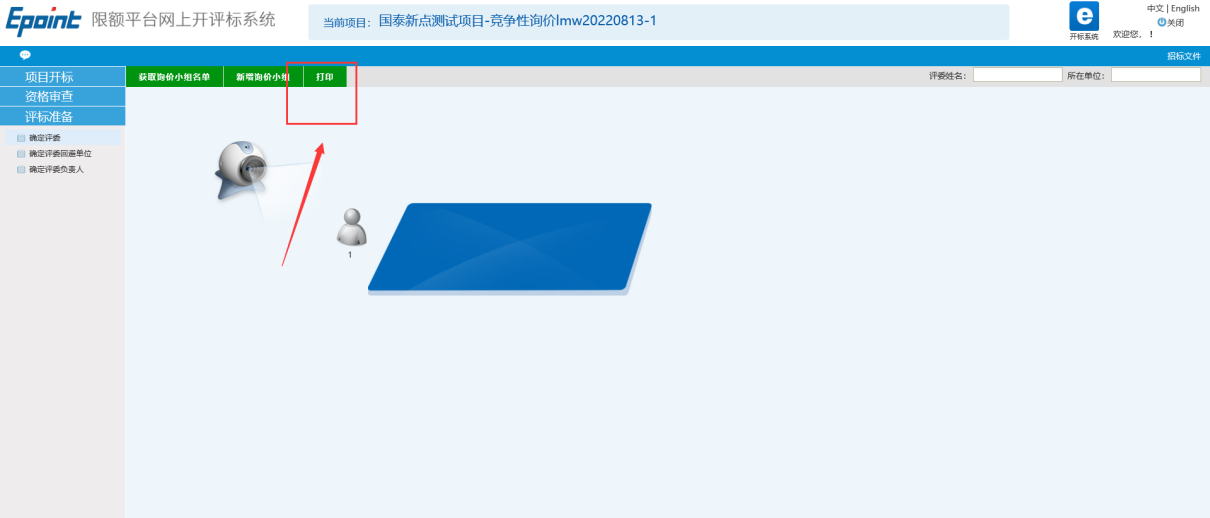 Epoint 限额平台网上开评标系统
当前项目：国泰新点测试项目-竞争性询价lmw20220813-1
e
开标系统
中文 | English
关闭
欢迎您，！
招标文件
项目开标
资格审查
评标准备
确定评委
确定评委回避单位
确定评委负责人
获取询价小组名单 新增询价小组 打印
评委姓名： 所在单位：
1